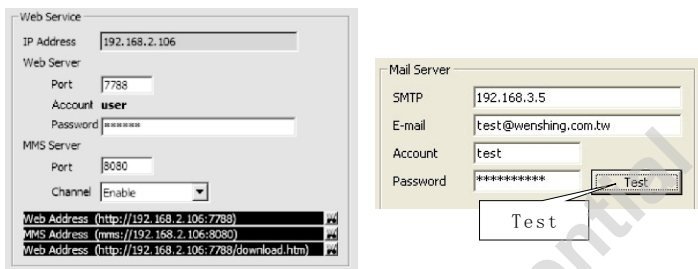 Web Service
IP Address 192.168.2.106
Web Server
Port 7788
Account user
Password ******
MMS Server
Port 8080
Channel Enable
Web Address (http://192.168.2.106:7788)
MMS Address (mms://192.168.2.106:8080)
Web Address (http://192.168.2.106:7788/download.htm)
Mail Server
SMTP 192.168.3.5
E-mail test@wenshing.com.tw
Account test
Password **********
Test
Test